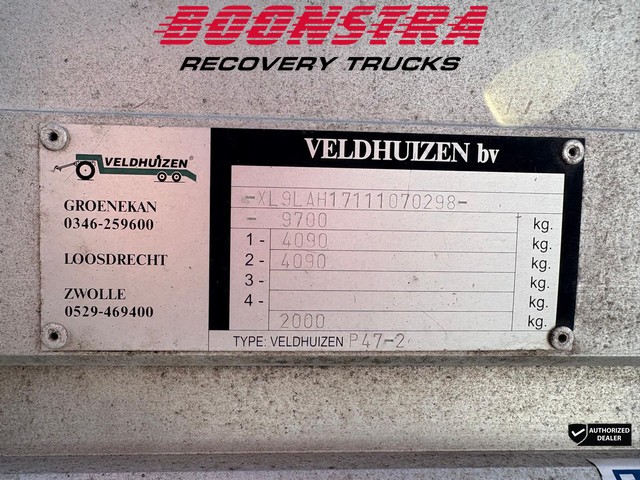 BOONSTRA
RECOVERY TRUCKS
VELDHUIZEN®
GROENEKAN
0346-259600
LOOSDRECHT
ZWOLLE
0529-469400
VELDHUIZEN bv
-XL9LAH17111070298-
- 9700 kg.
1- 4090 kg.
2- 4090 kg.
3- kg.
4- kg.
2000 kg.
TYPE: VELDHUIZEN P47-2
AUTHORIZED
DEALER